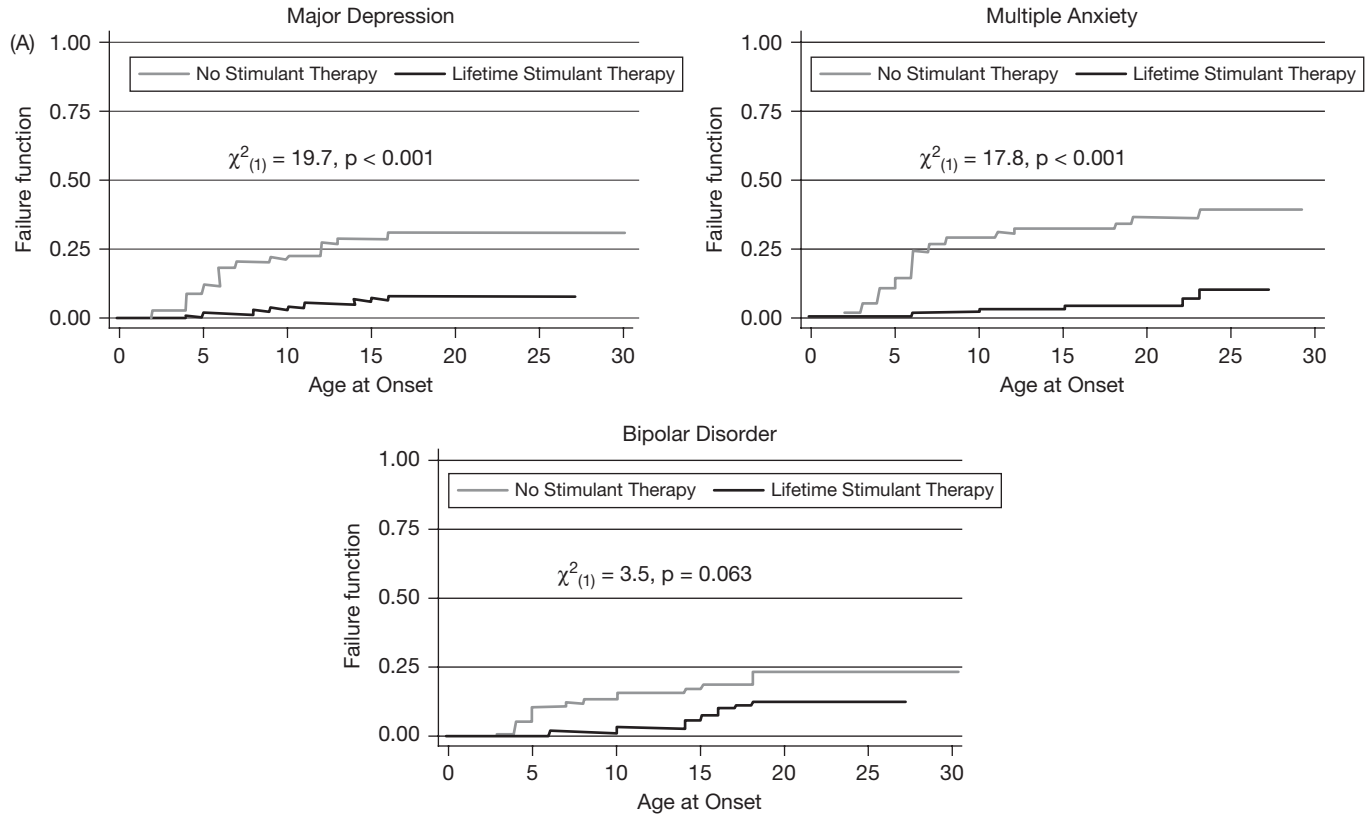 (A)
Major Depression
1.00
0.75
0.50
0.25
0.00
Failure function
No Stimulant Therapy Lifetime Stimulant Therapy
χ²₍₁₎ = 19.7, p < 0.001
0 5 10 15 20 25 30
Age at Onset
Multiple Anxiety
1.00
0.75
0.50
0.25
0.00
Failure function
No Stimulant Therapy Lifetime Stimulant Therapy
χ²₍₁₎ = 17.8, p < 0.001
0 5 10 15 20 25 30
Age at Onset
Bipolar Disorder
1.00
0.75
0.50
0.25
0.00
Failure function
No Stimulant Therapy Lifetime Stimulant Therapy
χ²₍₁₎ = 3.5, p = 0.063
0 5 10 15 20 25 30
Age at Onset